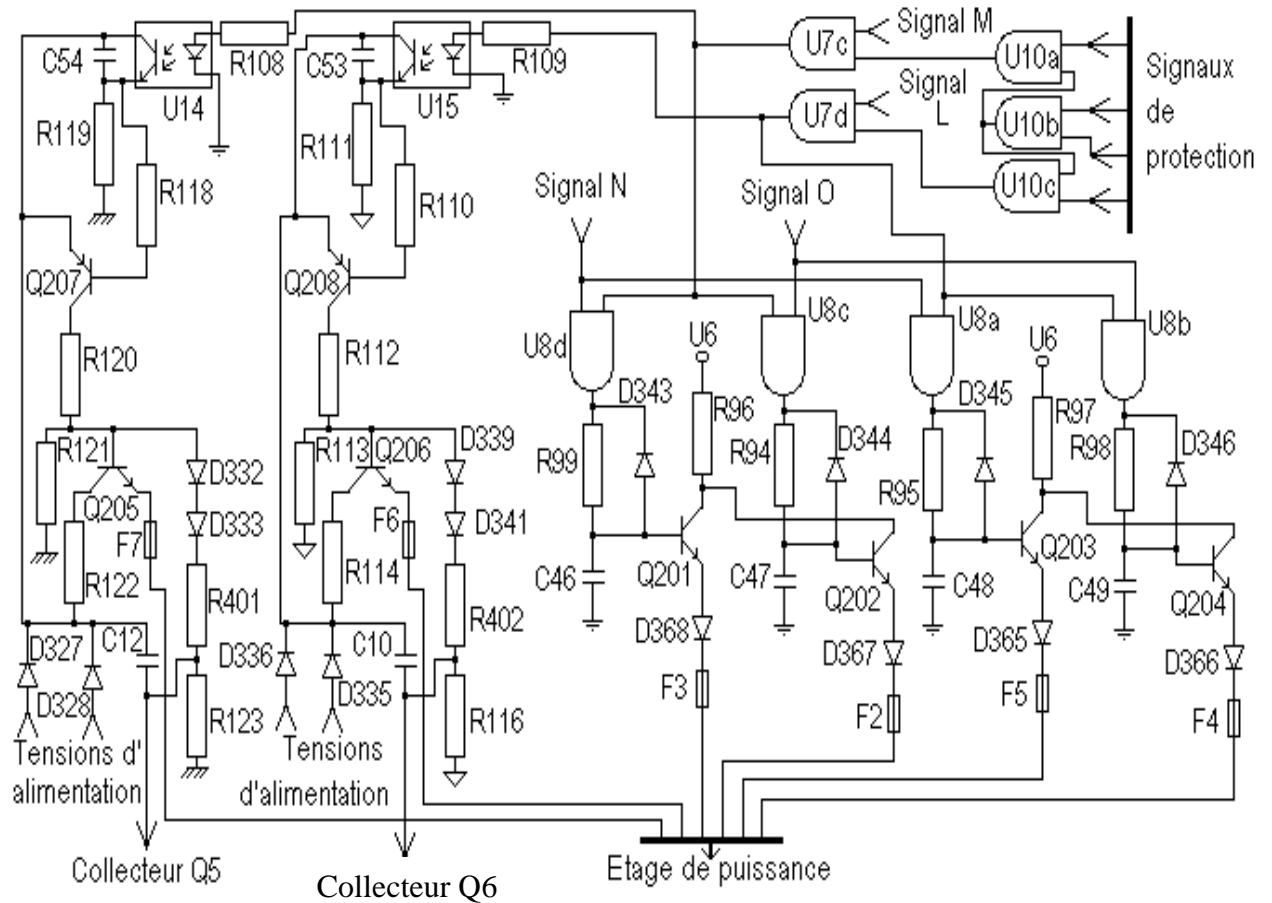 U14
C54
R108
R119
R118
U15
C53
R109
R111
R110
U7c
Signal M
U10a
Signaux
de
protection
Signal
L
U7d
U10b
U10c
Signal N
Signal O
Q207
Q208
U8d
U8c
U8a
U8b
U6
U6
R120
R112
D343
R96
D345
R97
R121
R113
Q206
D339
D332
R99
R94
D344
R95
R98
D346
Q205
D333
F7
F6
D341
R122
R114
R401
R402
C46
Q201
C47
Q202
C48
Q203
C49
Q204
D327
C12
D336
C10
D368
D367
D365
D366
D328
R123
D335
R116
F3
F2
F5
F4
Tensions d'
alimentation
Tensions
d'alimentation
Collecteur Q5
Collecteur Q6
Etage de puissance